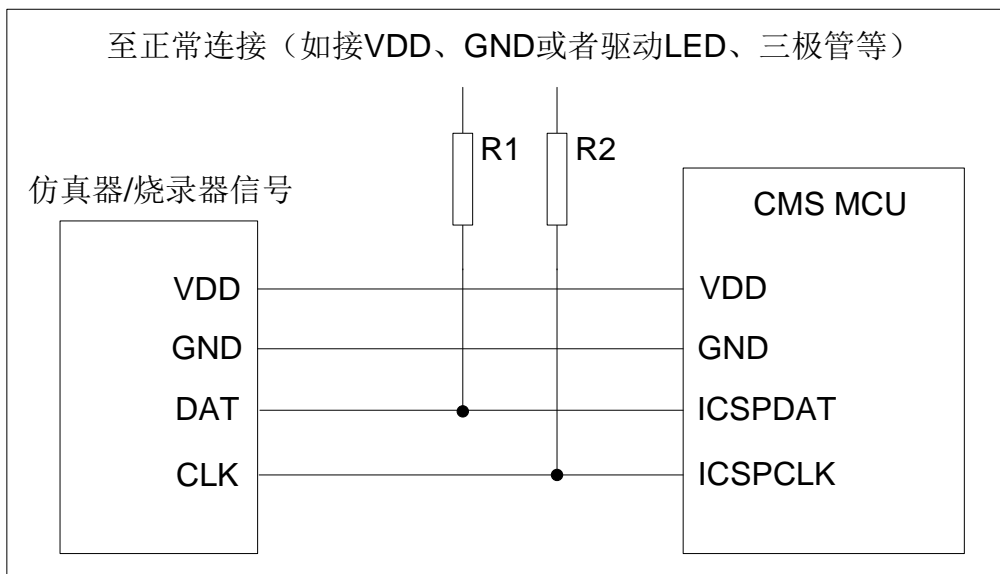 至正常连接（如接VDD、GND或者驱动LED、三极管等）
R1
R2
仿真器/烧录器信号
CMS MCU
VDD
VDD
GND
GND
DAT
ICSPDAT
CLK
ICSPCLK